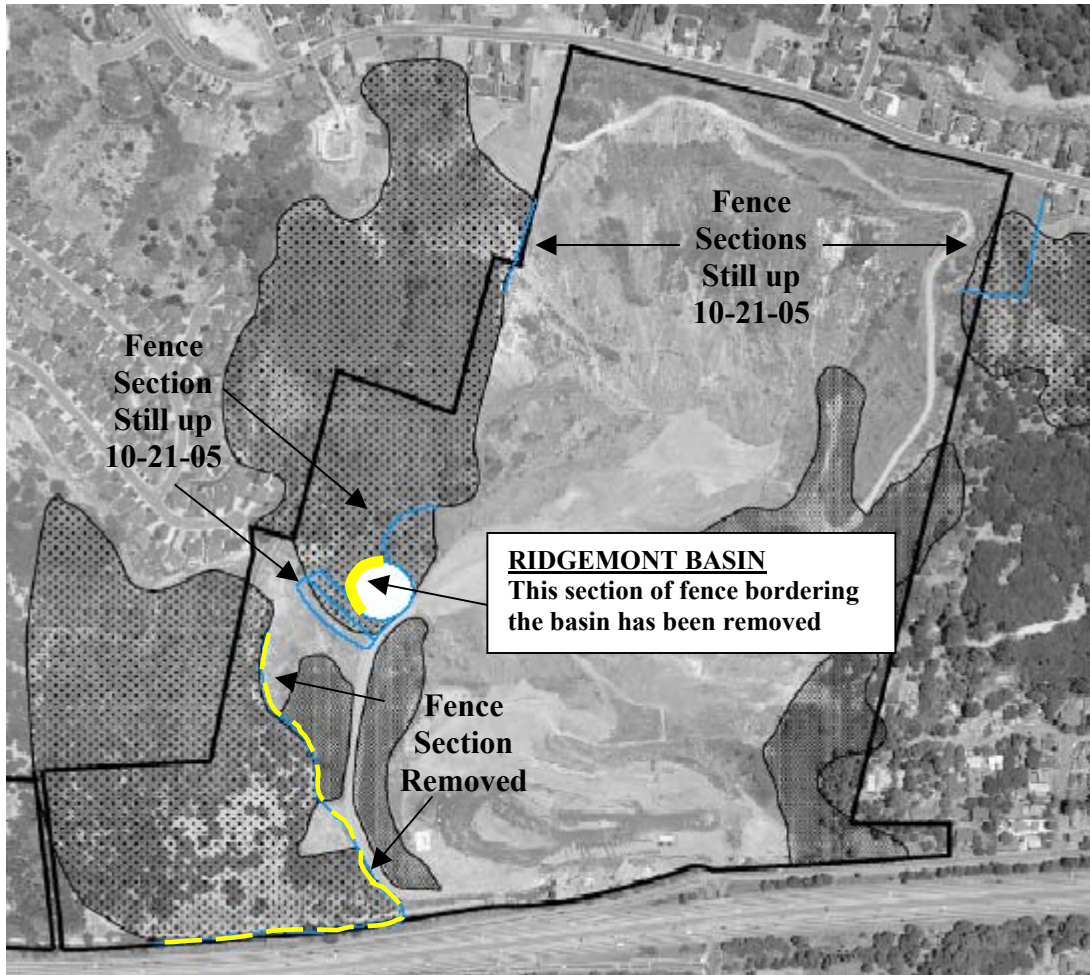 Fence
Sections
Still up
10-21-05
Fence
Section
Still up
10-21-05
RIDGEMONT BASIN
This section of fence bordering
the basin has been removed
Fence
Section
Removed